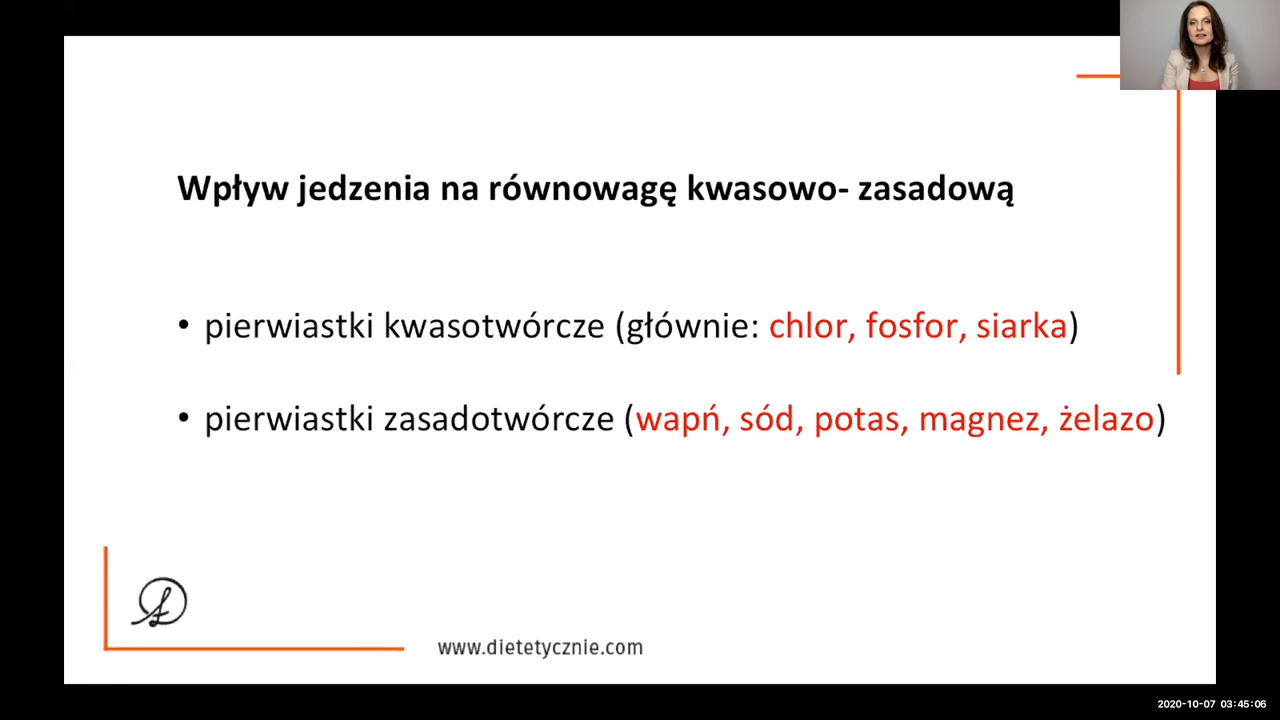 Wpływ jedzenia na równowagę kwasowo- zasadową
• pierwiastki kwasotwórcze (głównie: chlor, fosfor, siarka)
• pierwiastki zasadotwórcze (wapń, sód, potas, magnez, żelazo)
www.dietetycznie.com
2020-10-07 03:45:06